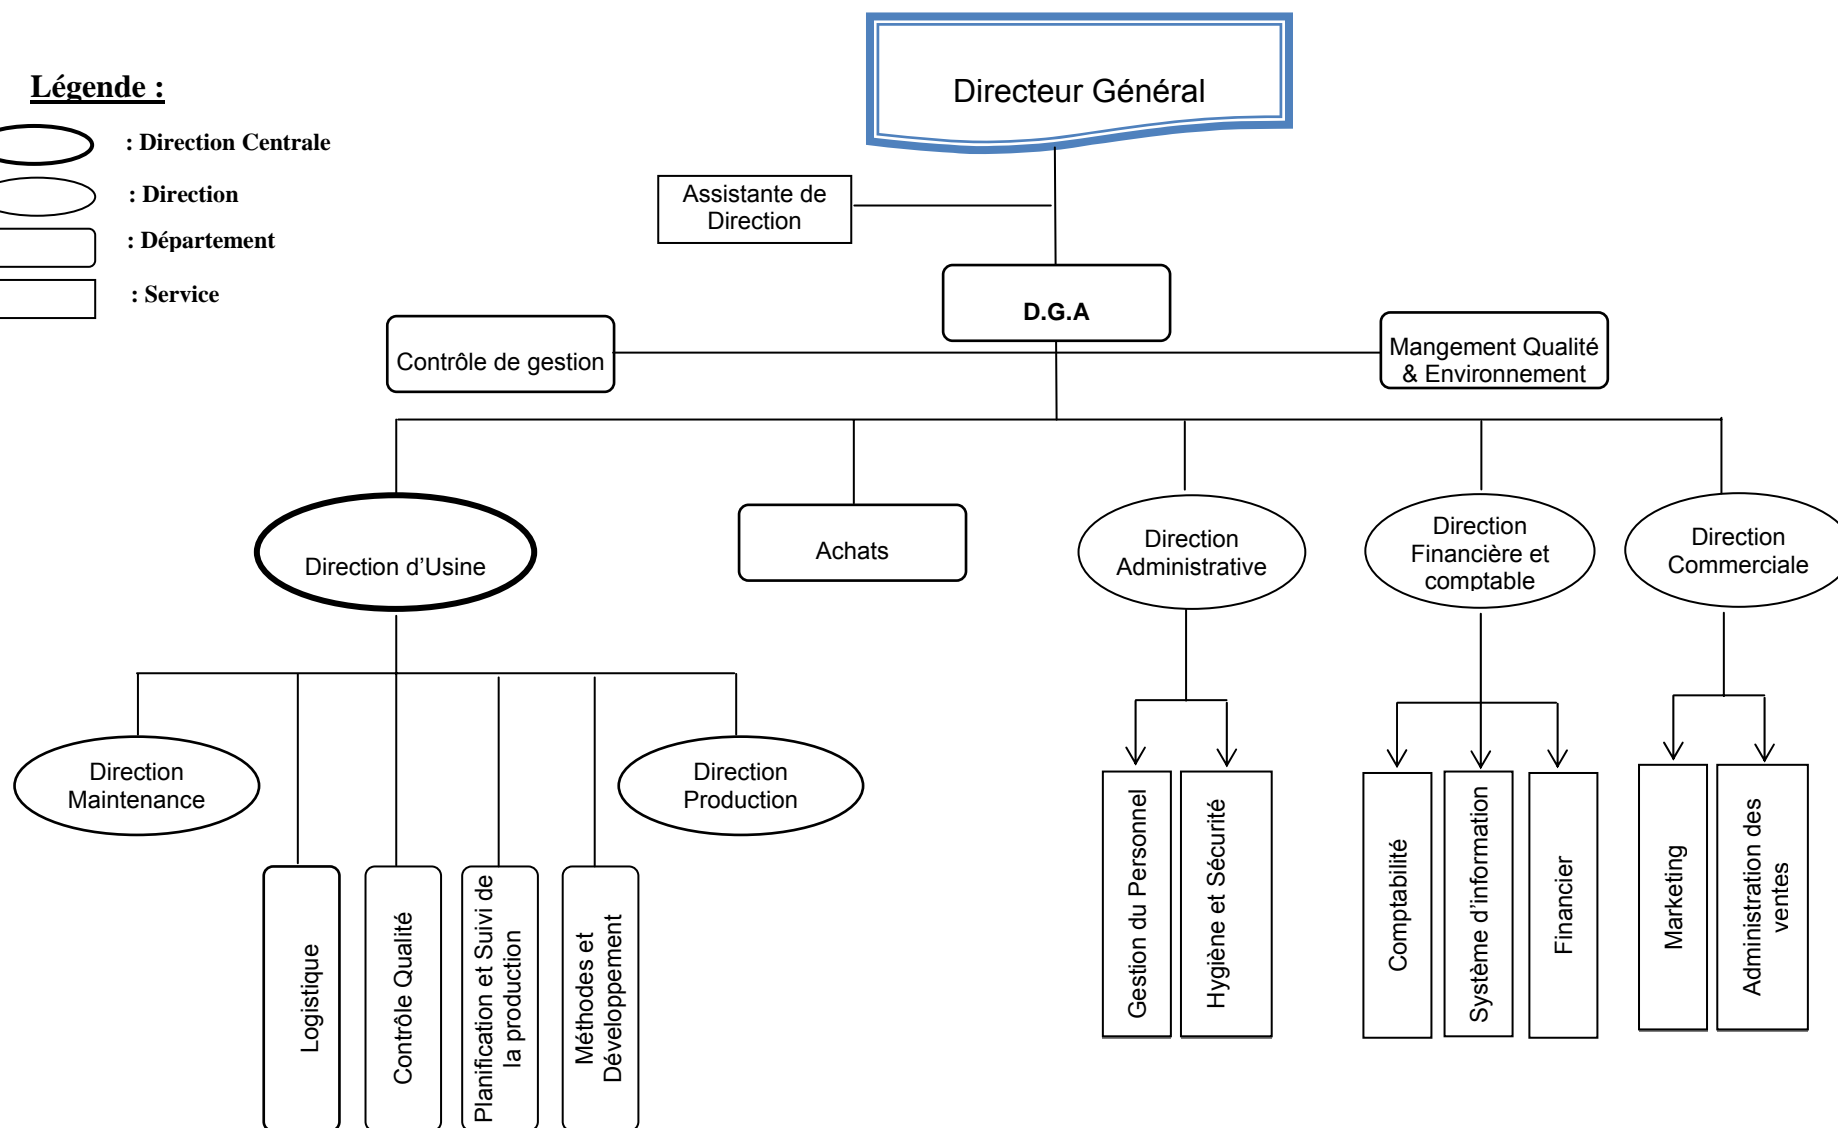 Directeur Général
Légende :
: Direction Centrale
: Direction
: Département
: Service
Assistante de
Direction
D.G.A
Contrôle de gestion
Mangement Qualité
& Environnement
Direction d’Usine
Achats
Direction
Administrative
Direction
Financière et
comptable
Direction
Commerciale
Direction
Maintenance
Direction
Production
Logistique
Contrôle Qualité
Planification et Suivi de
la production
Méthodes et
Développement
Gestion du Personnel
Hygiène et Sécurité
Comptabilité
Système d’information
Financier
Marketing
Administration des
ventes